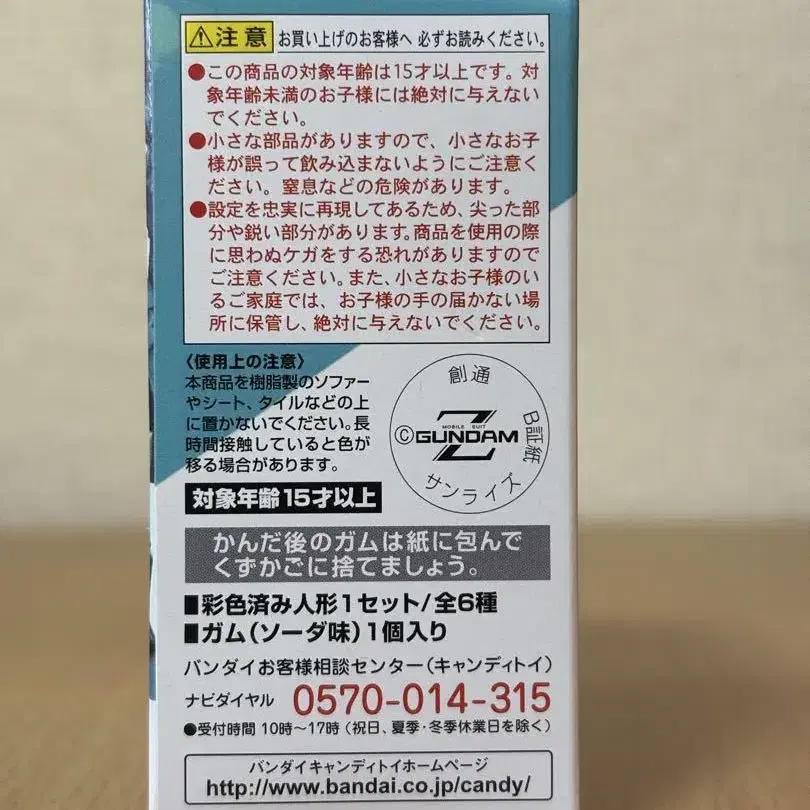 注意 お買い上げのお客様へ 必ずお読みください。
●この商品の対象年齢は15才以上です。対
象年齢未満のお子様には絶対に与えない
でください。
●小さな部品がありますので、小さなお子
様が誤って飲み込まないようにご注意く
ださい。窒息などの危険があります。
●設定を忠実に再現してあるため、尖った部
分や鋭い部分があります。商品を使用の際
に思わぬケガをする恐れがありますので
ご注意ください。また、小さなお子様のい
るご家庭では、お子様の手の届かない場
所に保管し、絶対に与えないでください。
〈使用上の注意〉
本商品を樹脂製のソファー
やシート、タイルなどの上
に置かないでください。長
時間接触していると色が
移る場合があります。
対象年齢15才以上
創通
B証紙
サンライズ
MOBILE SUIT
©Z GUNDAM
かんだ後のガムは紙に包んで
くずかごに捨てましょう。
■彩色済み人形1セット/全6種
■ガム(ソーダ味)1個入り
バンダイお客様相談センター(キャンディトイ)
ナビダイヤル 0570-014-315
●受付時間 10時~17時(祝日、夏季・冬季休業日を除く)
バンダイキャンディトイホームページ
http://www.bandai.co.jp/candy/